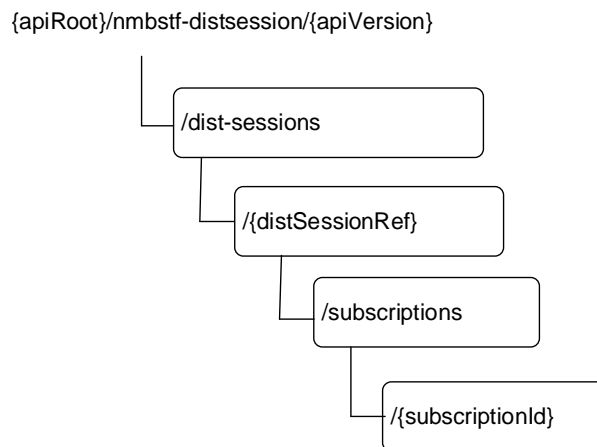 {apiRoot}/nmbstf-distsession/{apiVersion}
/dist-sessions
/{distSessionRef}
/subscriptions
/{subscriptionId}